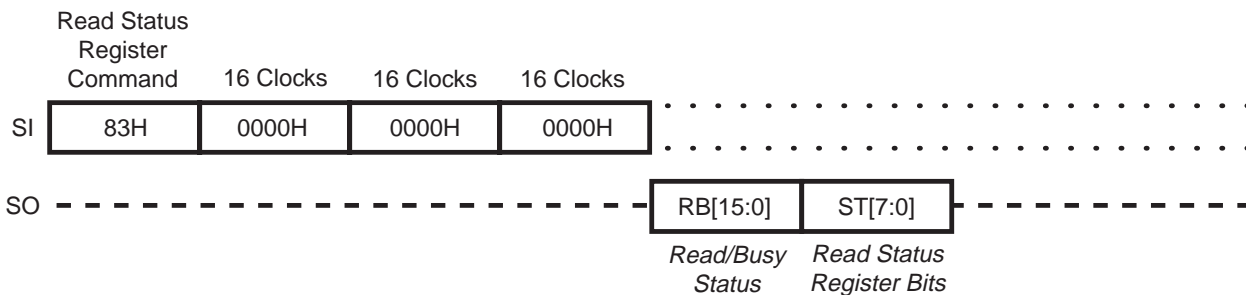 Read Status
Register
Command
16 Clocks 16 Clocks 16 Clocks
SI 83H 0000H 0000H 0000H
SO RB[15:0] ST[7:0]
Read/Busy
Status
Read Status
Register Bits